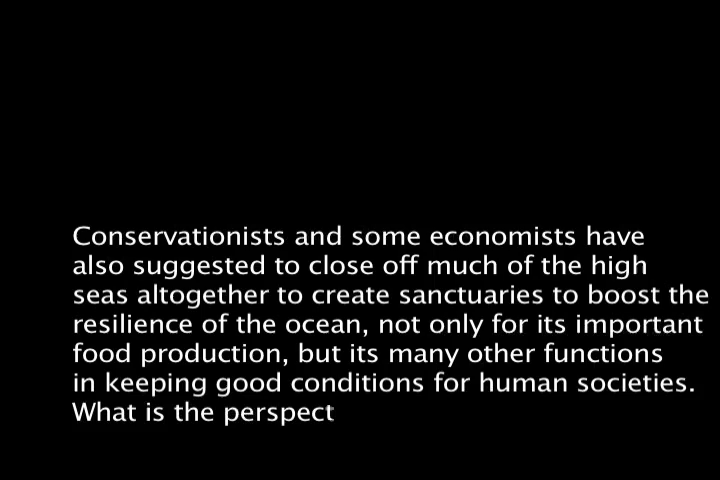 Conservationists and some economists have
also suggested to close off much of the high
seas altogether to create sanctuaries to boost the
resilience of the ocean, not only for its important
food production, but its many other functions
in keeping good conditions for human societies.
What is the perspect